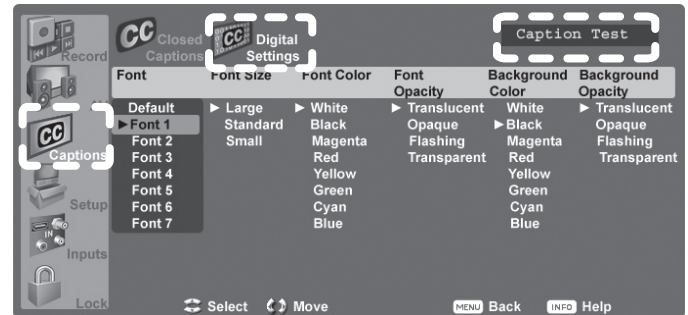 Record
CC Closed Captions
CC Digital Settings
Caption Test
Font
Font Size
Font Color
Font Opacity
Background Color
Background Opacity
CC
Captions
Setup
IN
Inputs
Lock
Default ► Large ► White ► Translucent White ► Translucent
►Font 1 Standard Black Opaque ►Black Opaque
Font 2 Small Magenta Flashing Magenta Flashing
Font 3 Red Transparent Red Transparent
Font 4 Yellow Yellow
Font 5 Green Green
Font 6 Cyan Cyan
Font 7 Blue Blue
Select Move MENU Back INFO Help